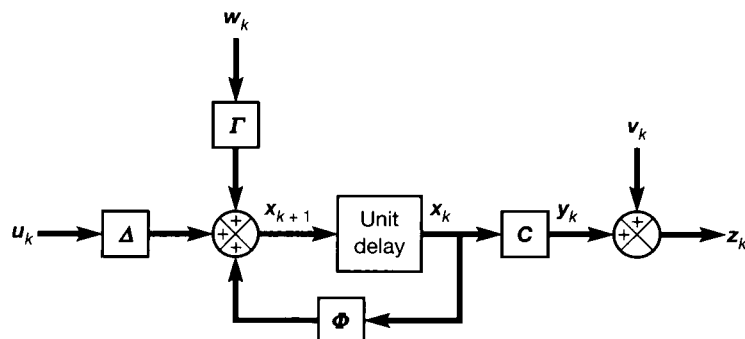 w_k
Γ
v_k
+
x_{k+1}
Unit
delay
x_k
y_k
u_k
Δ
+
+
C
+
+
z_k
Φ